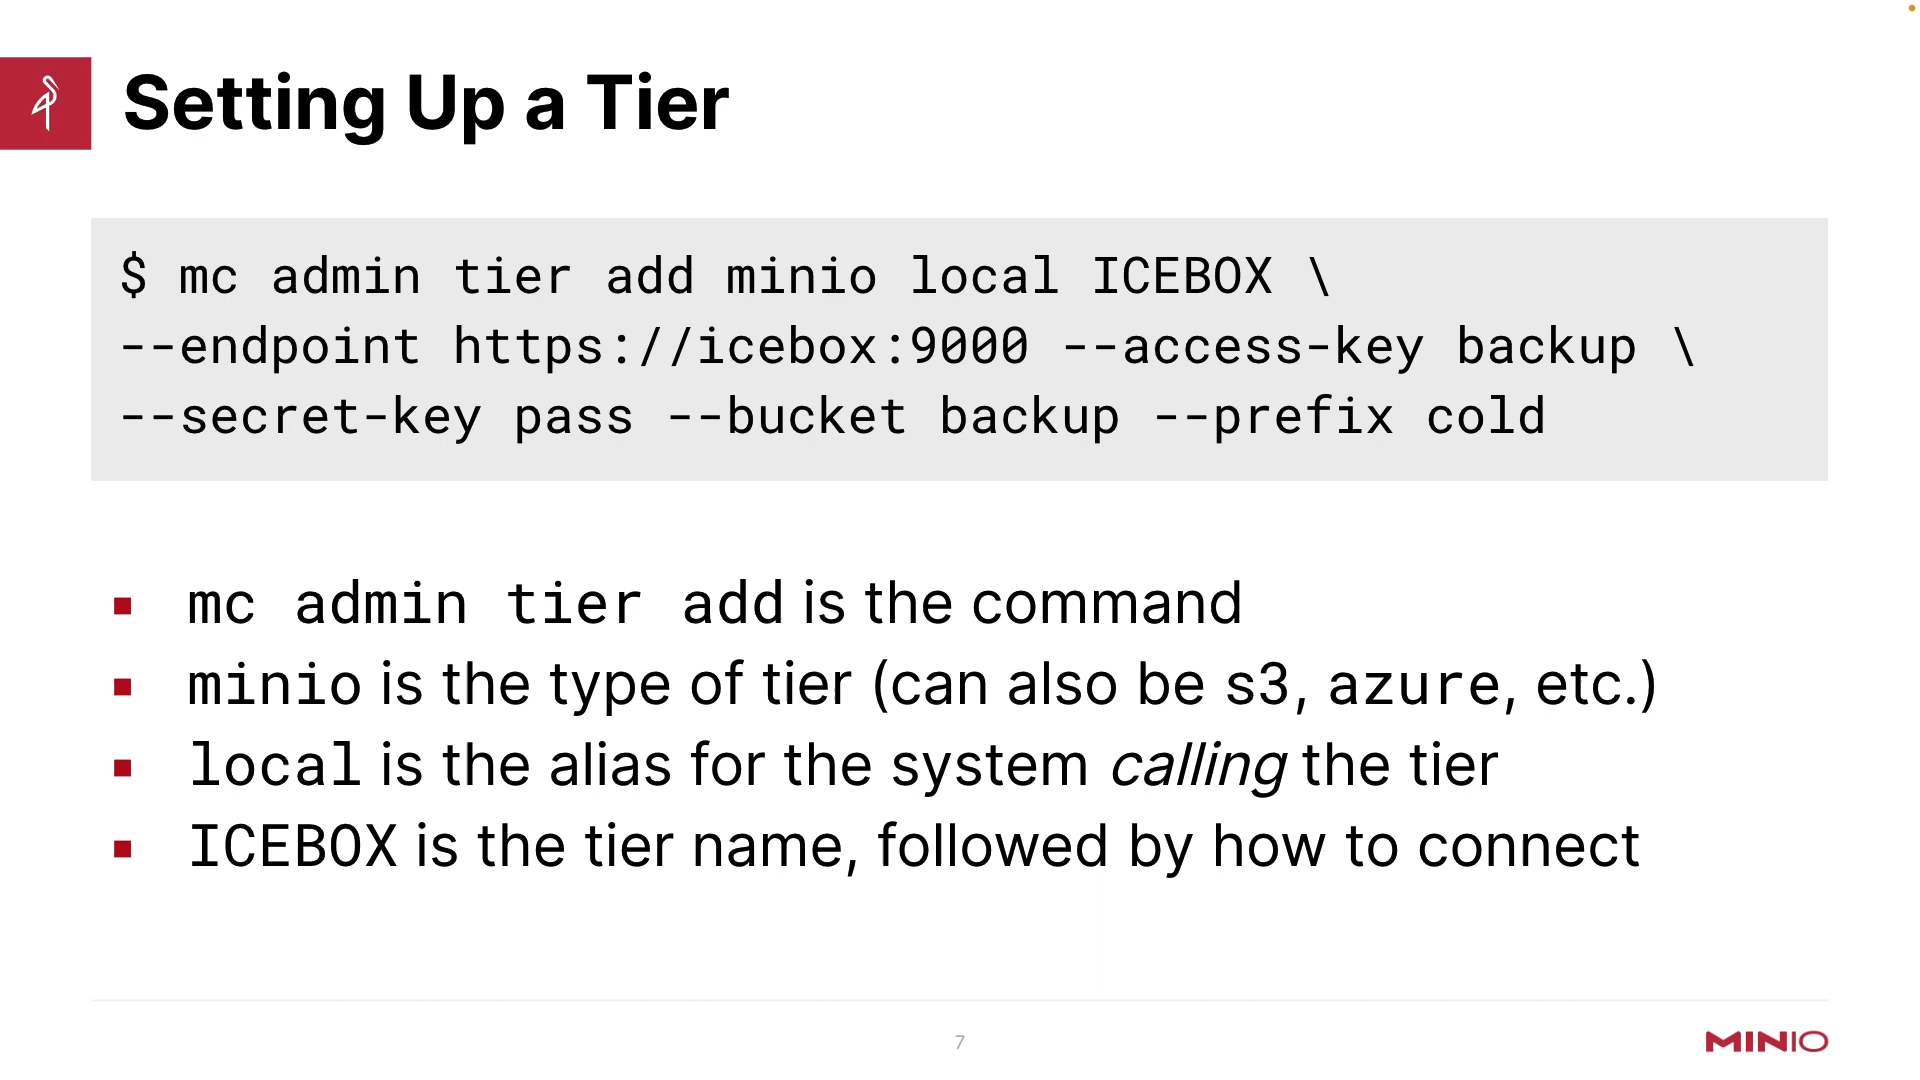 Setting Up a Tier
$ mc admin tier add minio local ICEBOX \
--endpoint https://icebox:9000 --access-key backup \
--secret-key pass --bucket backup --prefix cold
▪ mc admin tier add is the command
▪ minio is the type of tier (can also be s3, azure, etc.)
▪ local is the alias for the system calling the tier
▪ ICEBOX is the tier name, followed by how to connect
7
MINIO